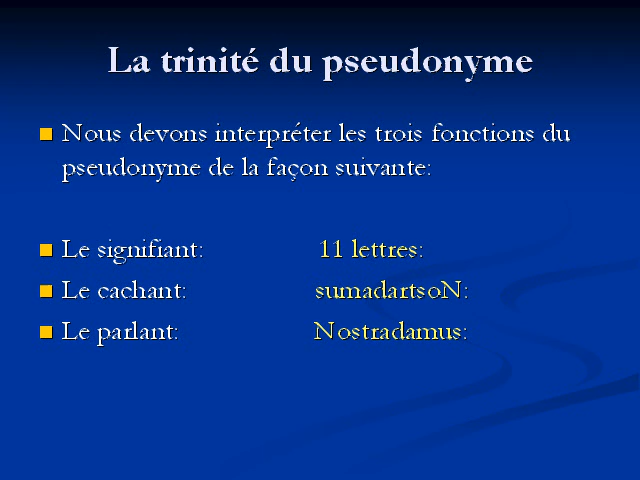 La trinité du pseudonyme
Nous devons interpréter les trois fonctions du
pseudonyme de la façon suivante:
Le signifiant: 11 lettres:
Le cachant: sumadartsoN:
Le parlant: Nostradamus: